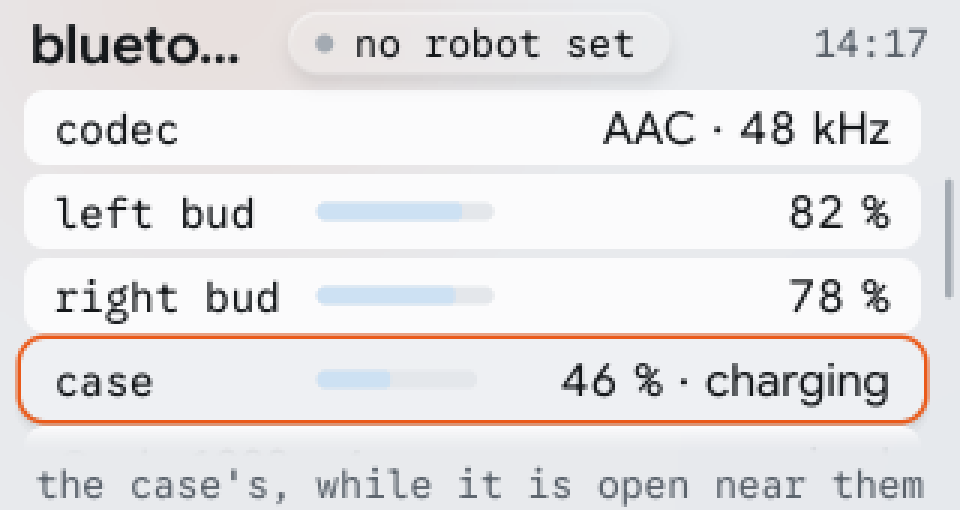 blueto...
no robot set
14:17
codec
AAC · 48 kHz
left bud
82 %
right bud
78 %
case
46 % · charging
the case's, while it is open near them